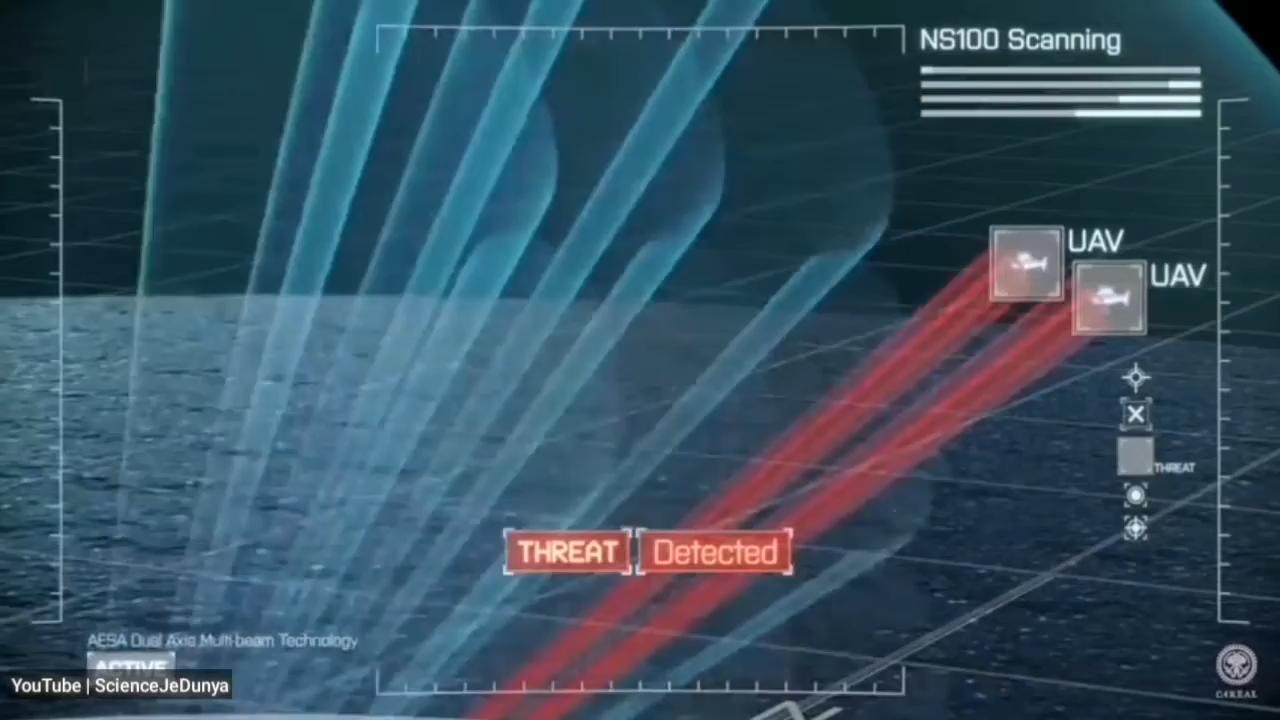 NS100 Scanning
UAV
UAV
THREAT
THREAT Detected
AESA Dual Axis Multi-beam Technology
ACTIVE
YouTube | ScienceJeDunya
C4REAL